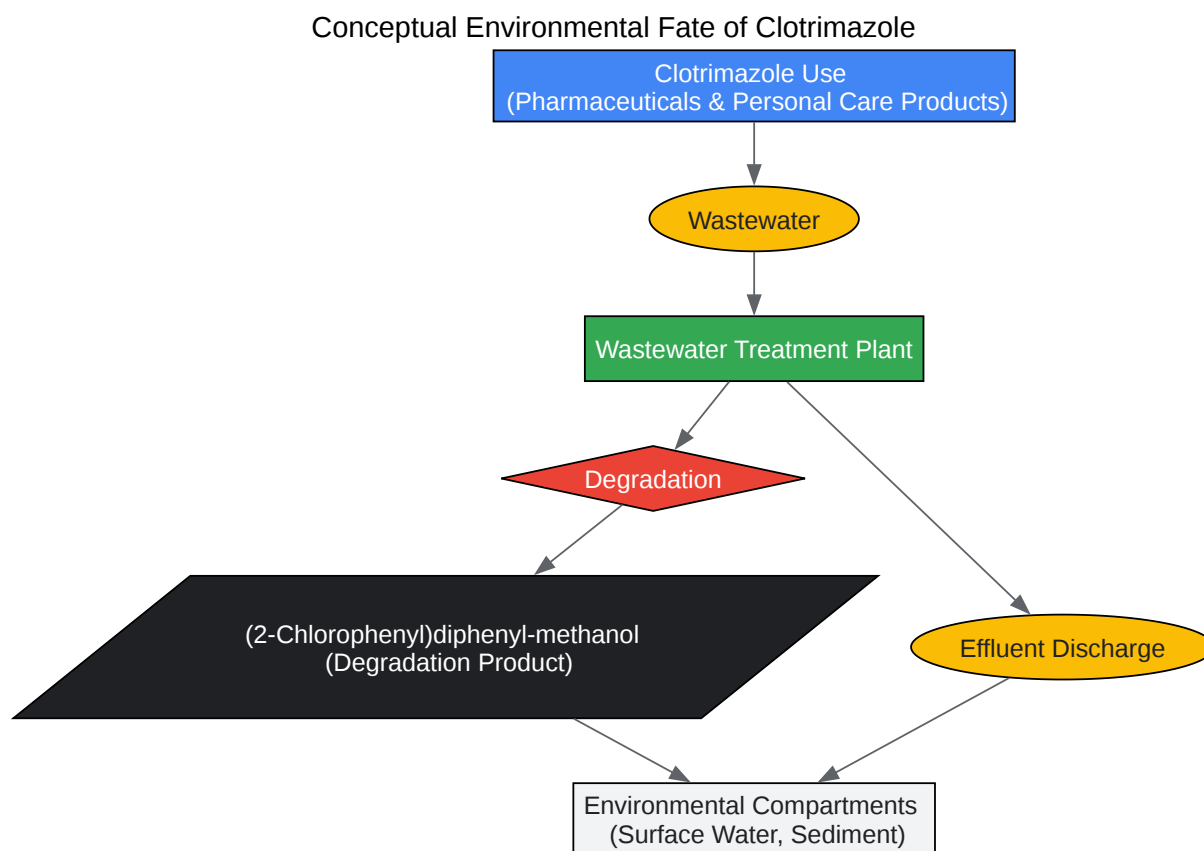 Conceptual Environmental Fate of Clotrimazole
Clotrimazole Use
(Pharmaceuticals & Personal Care Products)
Wastewater
Wastewater Treatment Plant
Degradation
(2-Chlorophenyl)diphenyl-methanol
(Degradation Product)
Effluent Discharge
Environmental Compartments
(Surface Water, Sediment)